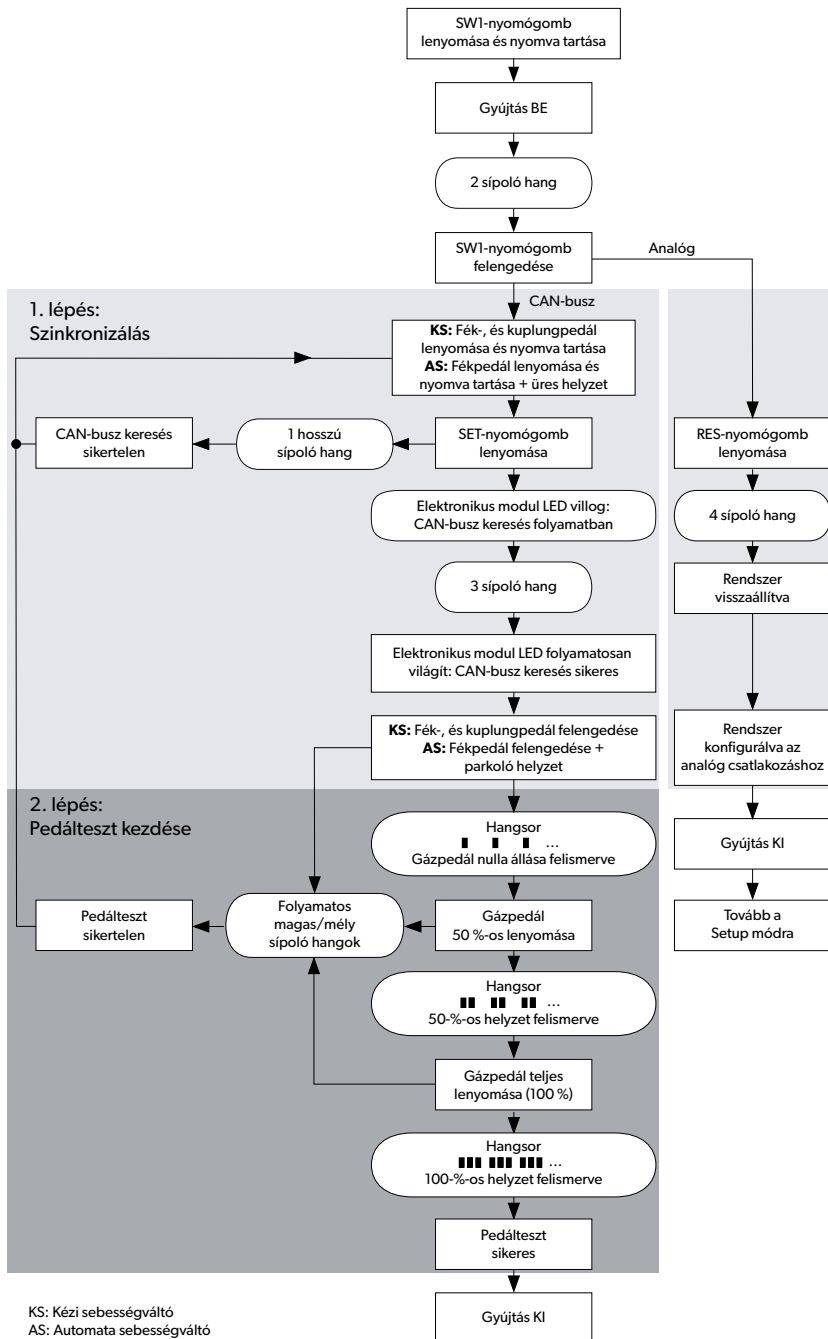 SW1-nyomógomb
lenyomása és nyomva tartása
Gyújtás BE
2 sípoló hang
SW1-nyomógomb
felengedése
Analóg
CAN-busz
1. lépés:
Szinkronizálás
KS: Fék-, és kuplungpedál
lenyomása és nyomva tartása
AS: Fékpedál lenyomása és
nyomva tartása + üres helyzet
CAN-busz keresés
sikertelen
1 hosszú
sípoló hang
SET-nyomógomb
lenyomása
RES-nyomógomb
lenyomása
Elektronikus modul LED villog:
CAN-busz keresés folyamatban
4 sípoló hang
3 sípoló hang
Rendszer
visszaállítva
Elektronikus modul LED folyamatosan
világít: CAN-busz keresés sikeres
KS: Fék-, és kuplungpedál felengedése
AS: Fékpedál felengedése +
parkoló helyzet
Rendszer
konfigurálva az
analóg csatlakozáshoz
2. lépés:
Pedálteszt kezdése
Hangsor
...
Gázpedál nulla állása felismerve
Gyújtás KI
Pedálteszt
sikertelen
Folyamatos
magas/mély
sípoló hangok
Gázpedál
50 %-os lenyomása
Tovább a
Setup módra
Hangsor
...
50-%-os helyzet felismerve
Gázpedál teljes
lenyomása (100 %)
Hangsor
...
100-%-os helyzet felismerve
Pedálteszt
sikeres
Gyújtás KI
KS: Kézi sebességváltó
AS: Automata sebességváltó